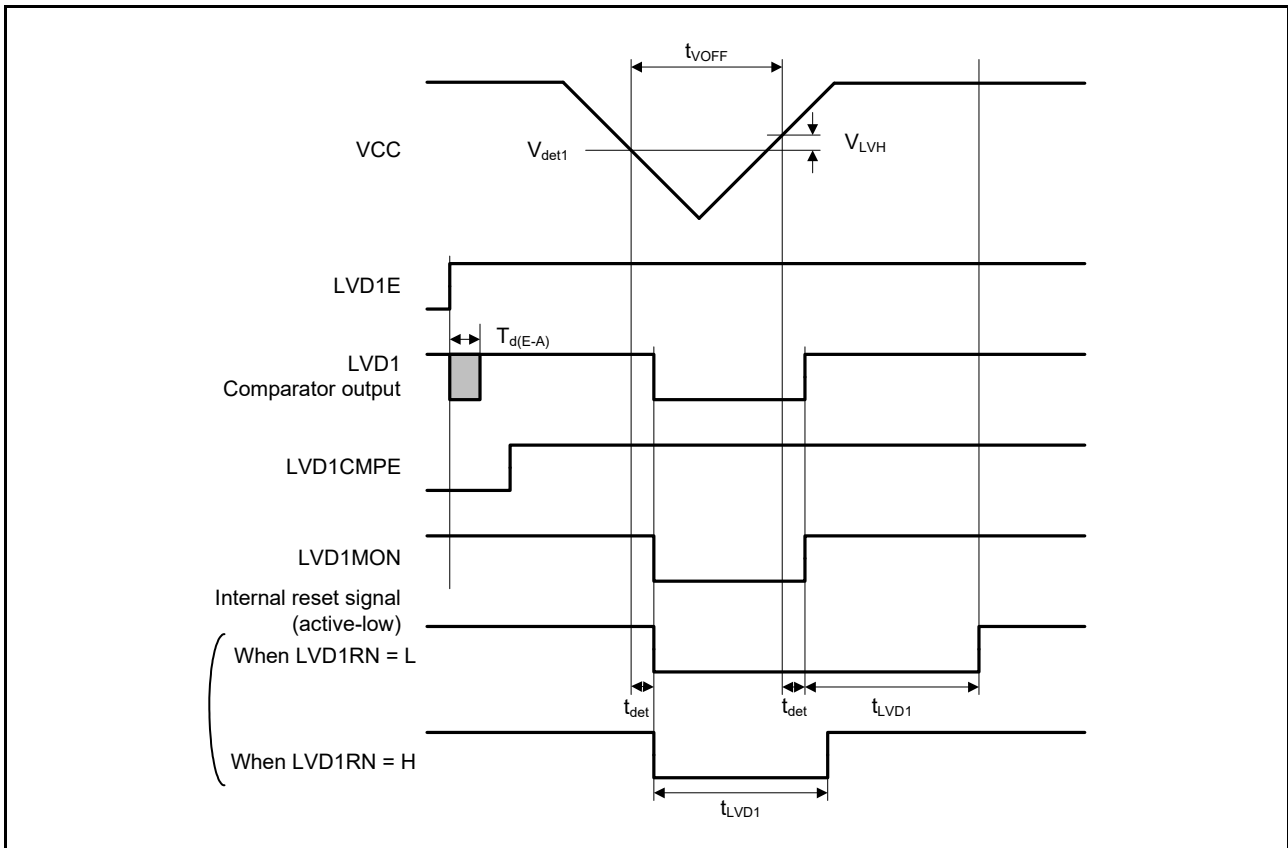 tVOFF
VCC
Vdet1
VLVH
LVD1E
Td(E-A)
LVD1
Comparator output
LVD1CMPE
LVD1MON
Internal reset signal
(active-low)
When LVD1RN = L
tdet
tdet
tLVD1
When LVD1RN = H
tLVD1